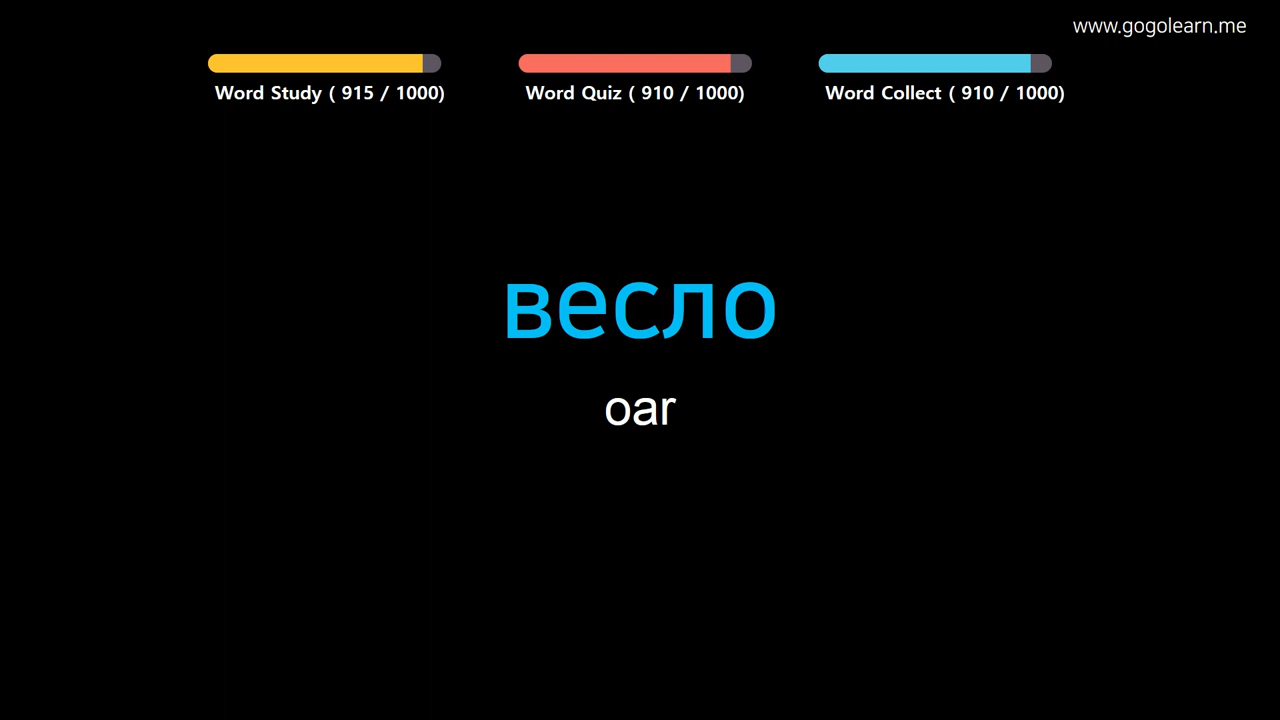 www.gogolearn.me
Word Study ( 915 / 1000)
Word Quiz ( 910 / 1000)
Word Collect ( 910 / 1000)
весло
oar